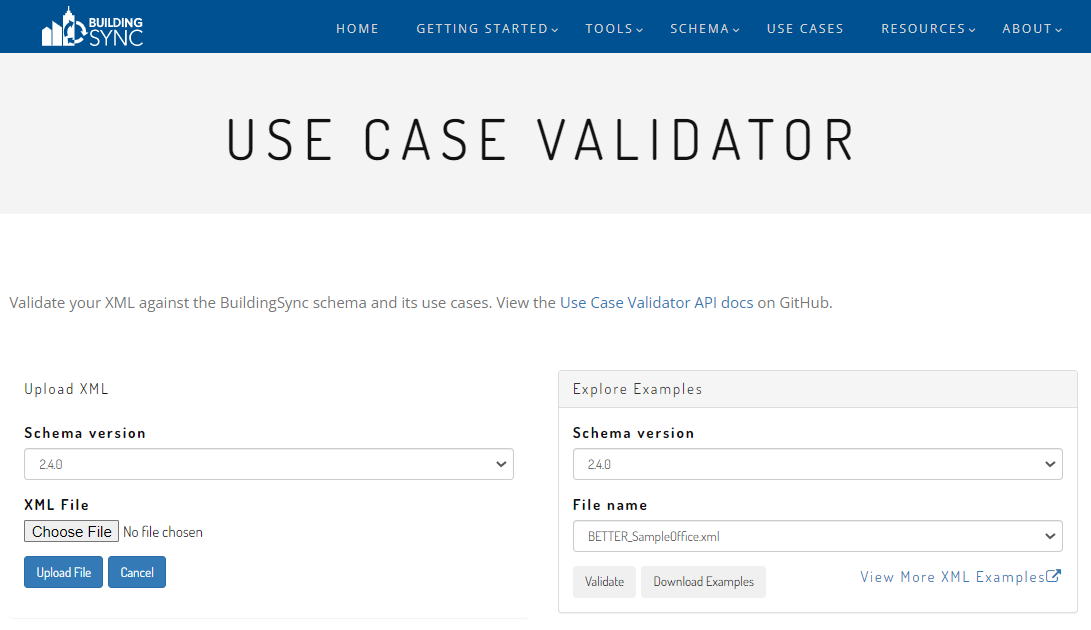 BUILDING
SYNC
HOME GETTING STARTED TOOLS SCHEMA USE CASES RESOURCES ABOUT
USE CASE VALIDATOR
Validate your XML against the BuildingSync schema and its use cases. View the Use Case Validator API docs on GitHub.
Upload XML
Schema version
2.4.0
XML File
Choose File No file chosen
Upload File Cancel
Explore Examples
Schema version
2.4.0
File name
BETTER_SampleOffice.xml
Validate Download Examples View More XML Examples